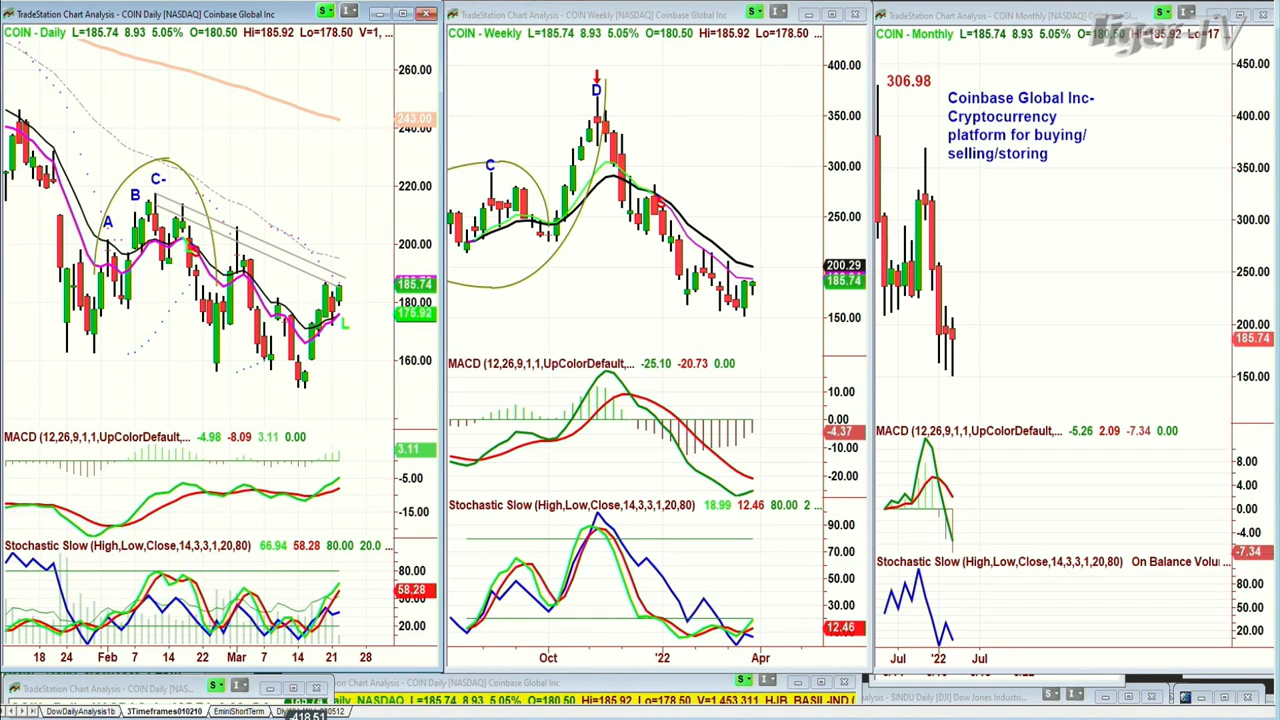 TradeStation Chart Analysis - COIN Daily [NASDAQ] Coinbase Global Inc
COIN - Daily L=185.74 8.93 5.05% O=180.50 Hi=185.92 Lo=178.50 V=1, ...
260.00
243.00
240.00
220.00
200.00
185.74
180.00
175.92
160.00
A
B
C-
L
MACD (12,26,9,1,1,UpColorDefault,... -4.98 -8.09 3.11 0.00
3.11
-5.00
-15.00
Stochastic Slow (High,Low,Close,14,3,3,1,20,80) 66.94 58.28 80.00 20.0 ...
80.00
58.28
20.00
18 24 Feb 7 14 22 Mar 7 14 21 28
TradeStation Chart Analysis - COIN Weekly [NASDAQ] Coinbase Global Inc
COIN - Weekly L=185.74 8.93 5.05% O=180.50 Hi=185.92 Lo=178.50 ...
400.00
350.00
300.00
250.00
200.29
185.74
150.00
C
D
S
MACD (12,26,9,1,1,UpColorDefault,... -25.10 -20.73 0.00
10.00
0.00
-4.37
-10.00
-20.00
Stochastic Slow (High,Low,Close,14,3,3,1,20,80) 18.99 12.46 80.00 2 ...
90.00
70.00
50.00
30.00
12.46
Oct '22 Apr
TradeStation Chart Analysis - COIN Monthly [NASDAQ] Coinbase Gl
COIN - Monthly L=185.74 8.93 5.05% O=180.50 Hi=185.92 Lo=17 ...
Tiger TV
306.98
Coinbase Global Inc-
Cryptocurrency
platform for buying/
selling/storing
450.00
400.00
350.00
300.00
250.00
200.00
185.74
150.00
MACD (12,26,9,1,1,UpColorDefault,... -5.26 2.09 -7.34 0.00
8.00
4.00
0.00
-4.00
-7.34
Stochastic Slow (High,Low,Close,14,3,3,1,20,80) On Balance Volu ...
80.00
50.00
20.00
Jul '22 Jul
TradeStation Chart Analysis - COIN Daily [NAS...
DowDailyAnalysis1b 3Timeframes010210 EminiShortTerm
418.51